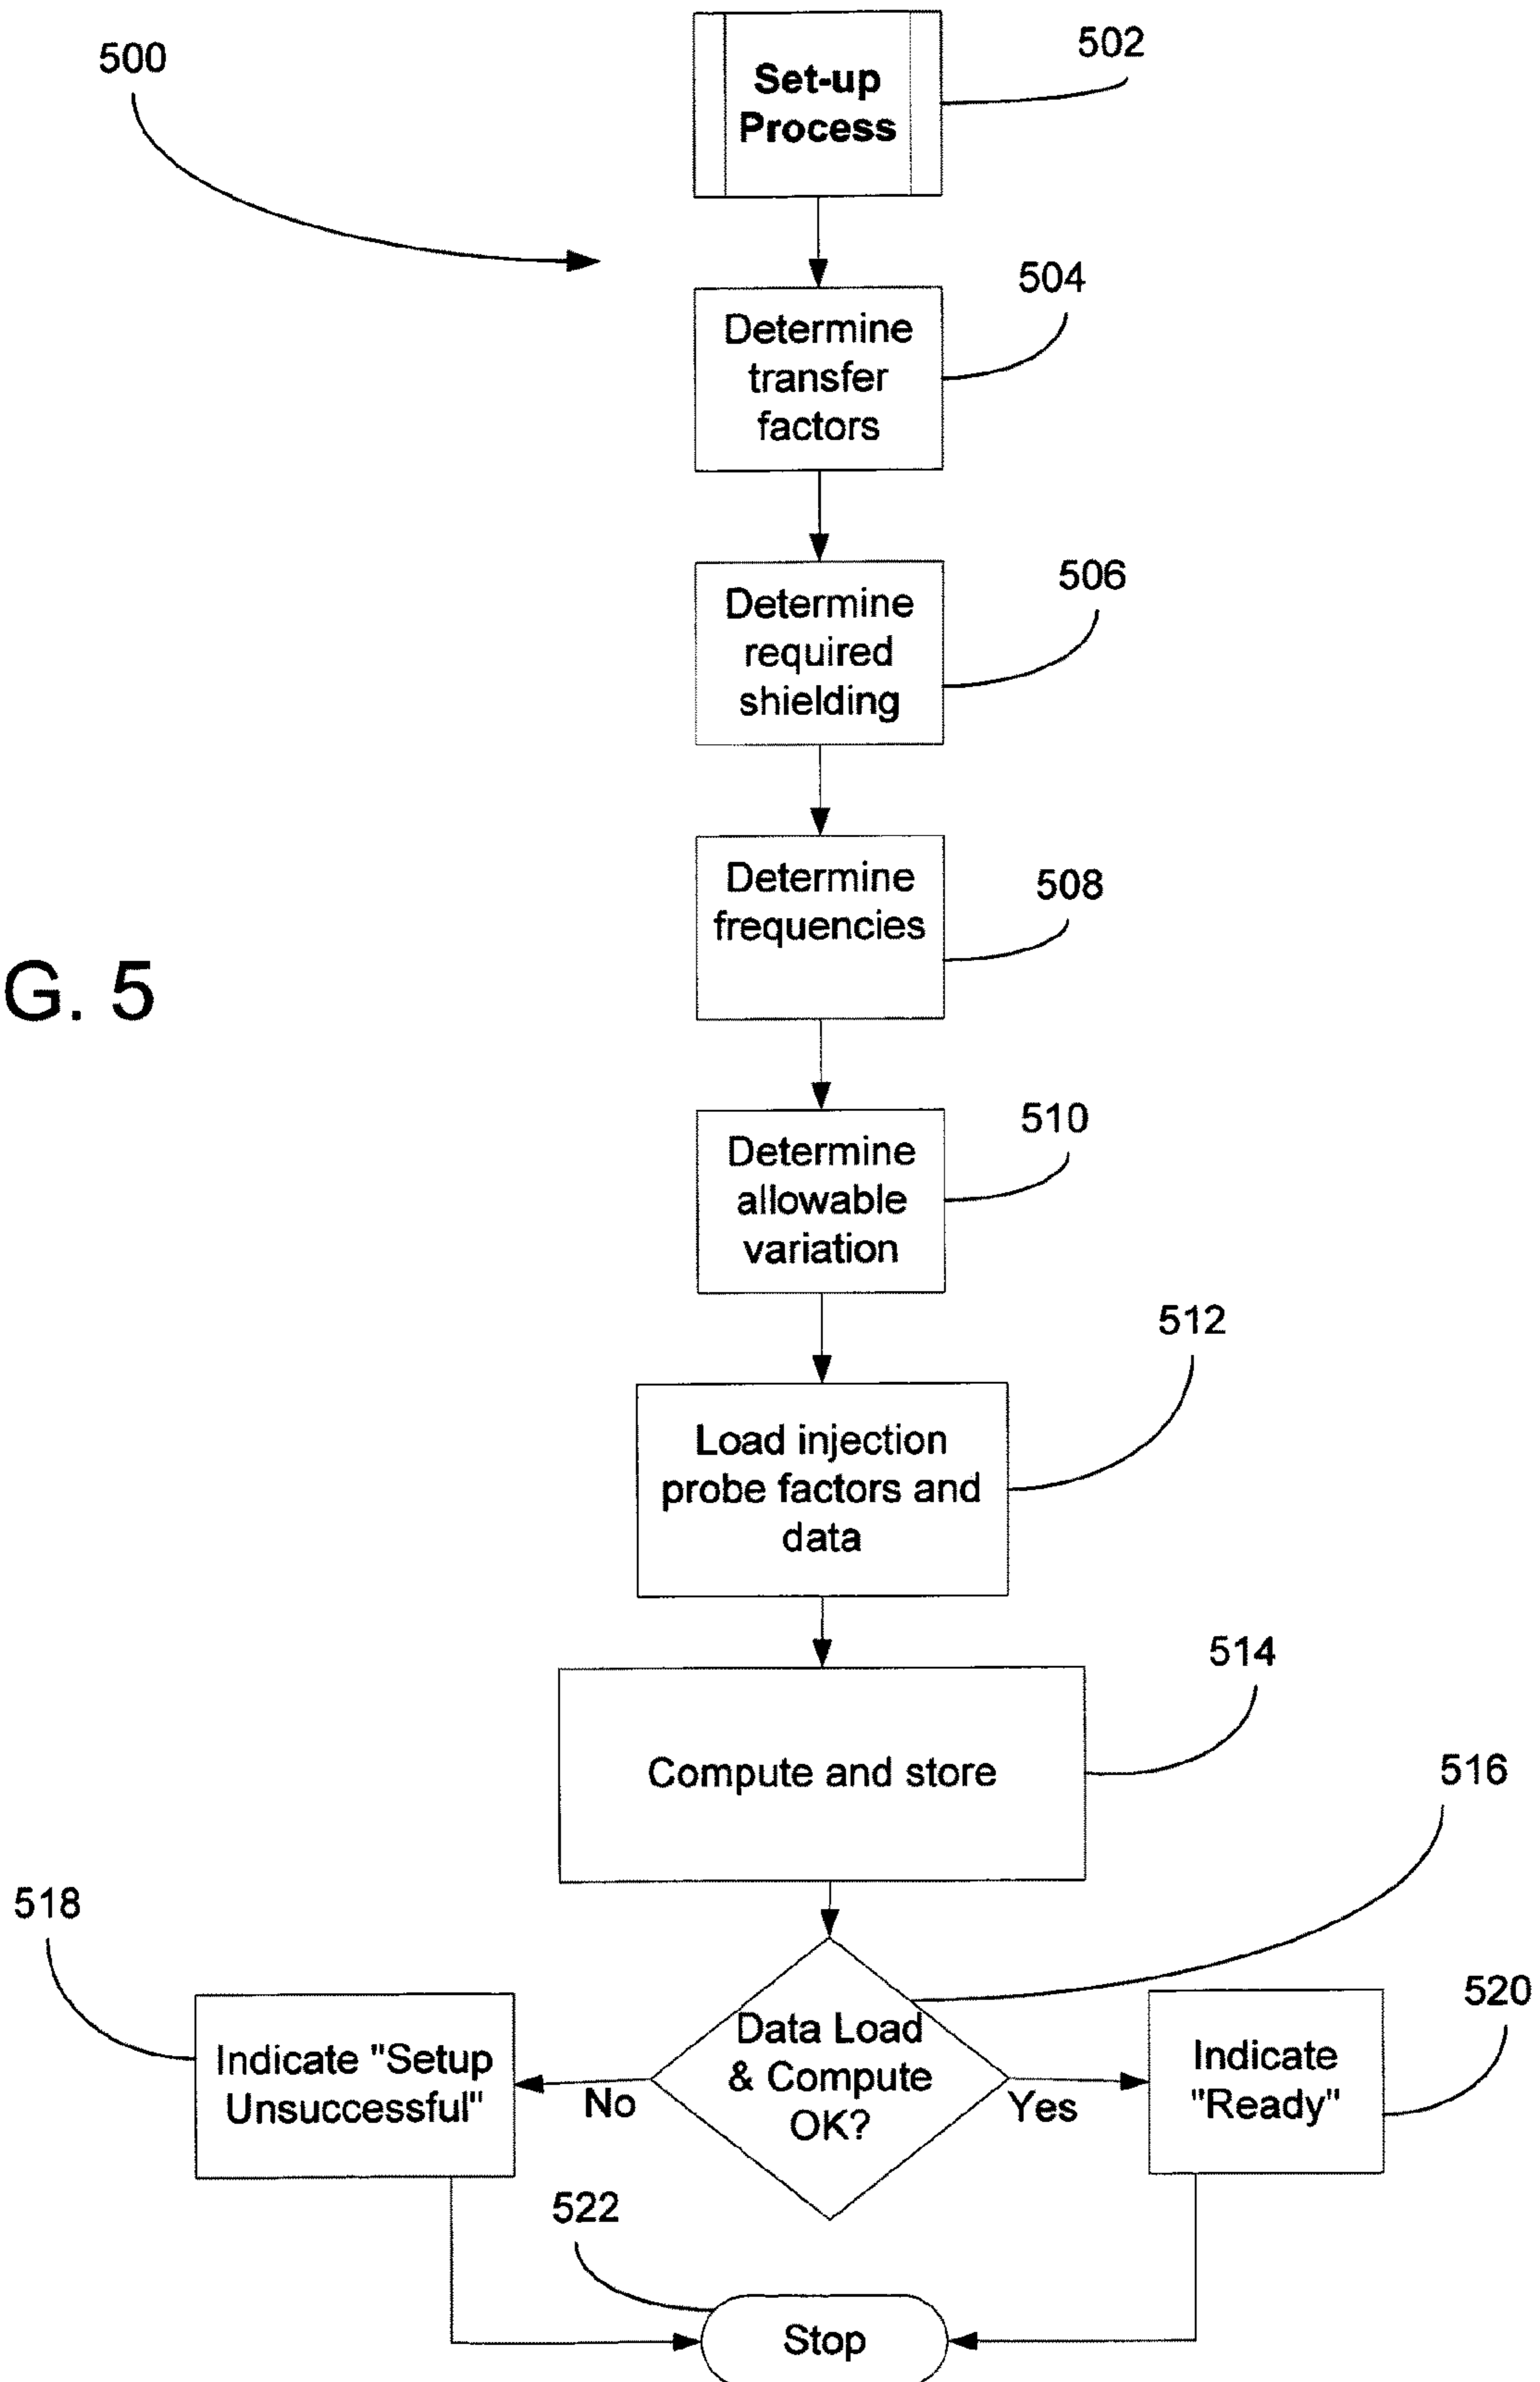 500
502
Set-up
Process
504
Determine
transfer
factors
506
Determine
required
shielding
508
Determine
frequencies
G. 5
510
Determine
allowable
variation
512
Load injection
probe factors and
data
514
Compute and store
516
518
520
Data Load
& Compute
OK?
Indicate "Setup
Unsuccessful"
No
Yes
Indicate
"Ready"
522
Stop